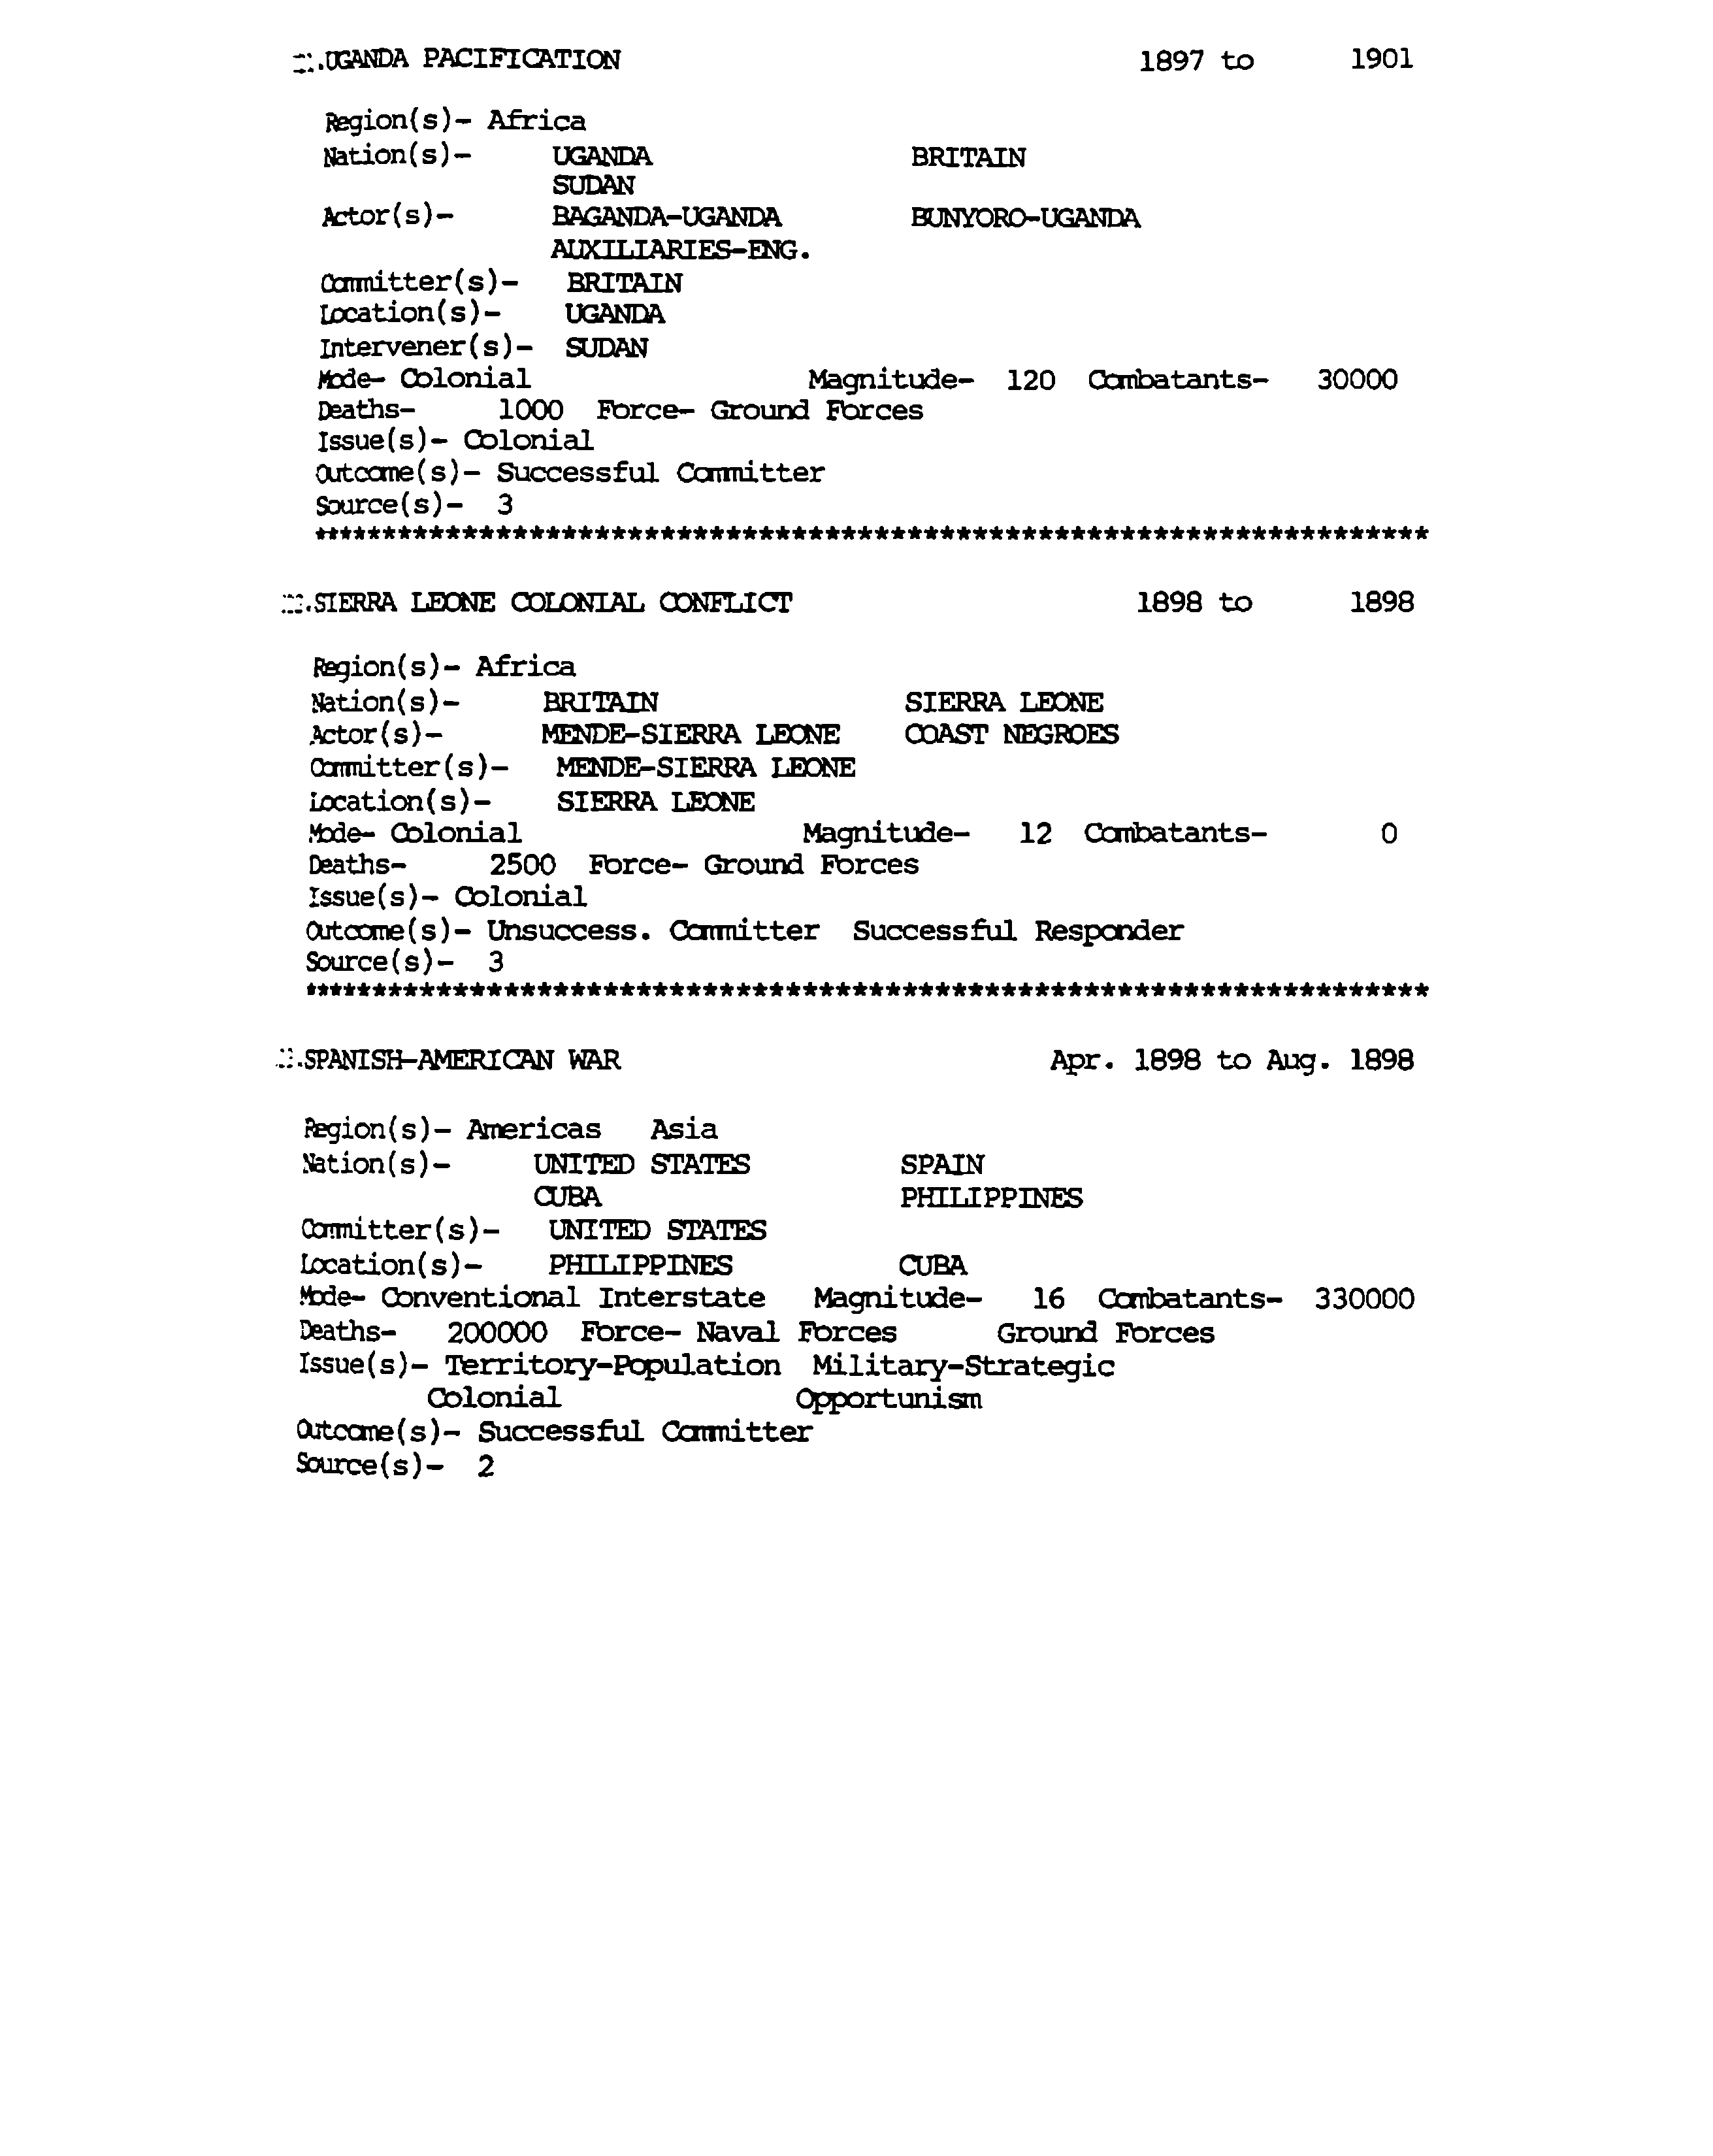 .UGANDA PACIFICATION 1897 to 1901
Region(s)- Africa
Nation(s)- UGANDA BRITAIN
SUDAN
Actor(s)- BAGANDA-UGANDA BUNYORO-UGANDA
AUXILIARIES-ENG.
Committer(s)- BRITAIN
Location(s)- UGANDA
Intervener(s)- SUDAN
Mode- Colonial Magnitude- 120 Combatants- 30000
Deaths- 1000 Force- Ground Forces
Issue(s)- Colonial
Outcome(s)- Successful Committer
Source(s)- 3
********************************************************************
.SIERRA LEONE COLONIAL CONFLICT 1898 to 1898
Region(s)- Africa
Nation(s)- BRITAIN SIERRA LEONE
Actor(s)- MENDE-SIERRA LEONE COAST NEGROES
Committer(s)- MENDE-SIERRA LEONE
Location(s)- SIERRA LEONE
Mode- Colonial Magnitude- 12 Combatants- 0
Deaths- 2500 Force- Ground Forces
Issue(s)- Colonial
Outcome(s)- Unsuccess. Committer Successful Responder
Source(s)- 3
********************************************************************
.SPANISH-AMERICAN WAR Apr. 1898 to Aug. 1898
Region(s)- Americas Asia
Nation(s)- UNITED STATES SPAIN
CUBA PHILIPPINES
Committer(s)- UNITED STATES
Location(s)- PHILIPPINES CUBA
Mode- Conventional Interstate Magnitude- 16 Combatants- 330000
Deaths- 200000 Force- Naval Forces Ground Forces
Issue(s)- Territory-Population Military-Strategic
Colonial Opportunism
Outcome(s)- Successful Committer
Source(s)- 2